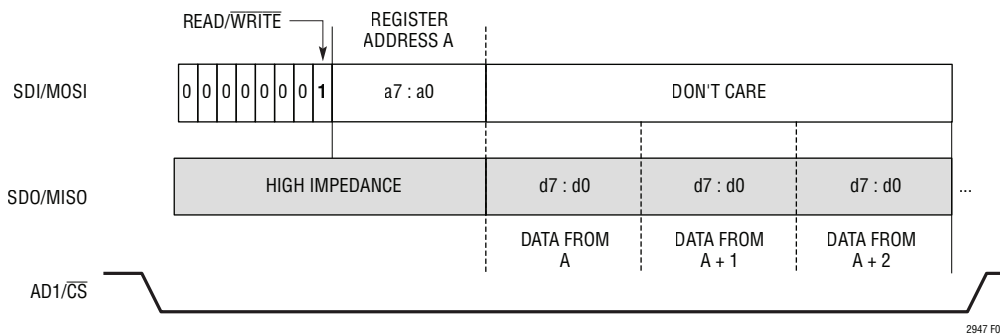 READ/WRITE
REGISTER
ADDRESS A
SDI/MOSI
0 0 0 0 0 0 0 1
a7 : a0
DON'T CARE
SDO/MISO
HIGH IMPEDANCE
d7 : d0
d7 : d0
d7 : d0
...
DATA FROM
A
DATA FROM
A + 1
DATA FROM
A + 2
AD1/CS
2947 F0